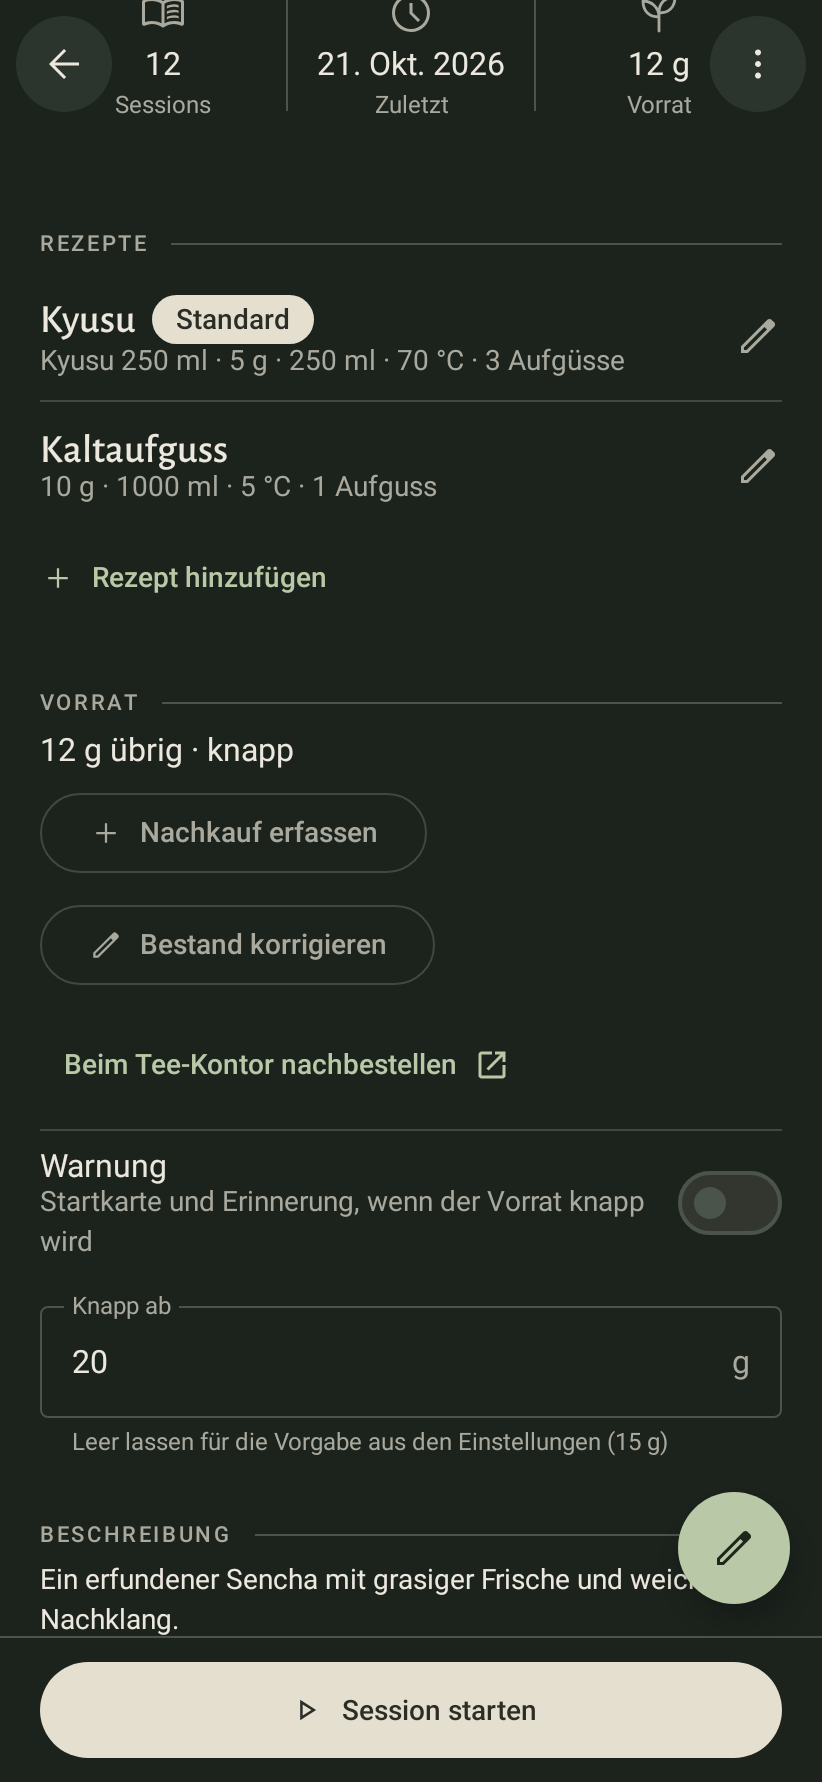 12
Sessions
21. Okt. 2026
Zuletzt
12 g
Vorrat
REZEPTE
Kyusu Standard
Kyusu 250 ml · 5 g · 250 ml · 70 °C · 3 Aufgüsse
Kaltaufguss
10 g · 1000 ml · 5 °C · 1 Aufguss
Rezept hinzufügen
VORRAT
12 g übrig · knapp
Nachkauf erfassen
Bestand korrigieren
Beim Tee-Kontor nachbestellen
Warnung
Startkarte und Erinnerung, wenn der Vorrat knapp
wird
Knapp ab
20 g
Leer lassen für die Vorgabe aus den Einstellungen (15 g)
BESCHREIBUNG
Ein erfundener Sencha mit grasiger Frische und
Nachklang.
Session starten